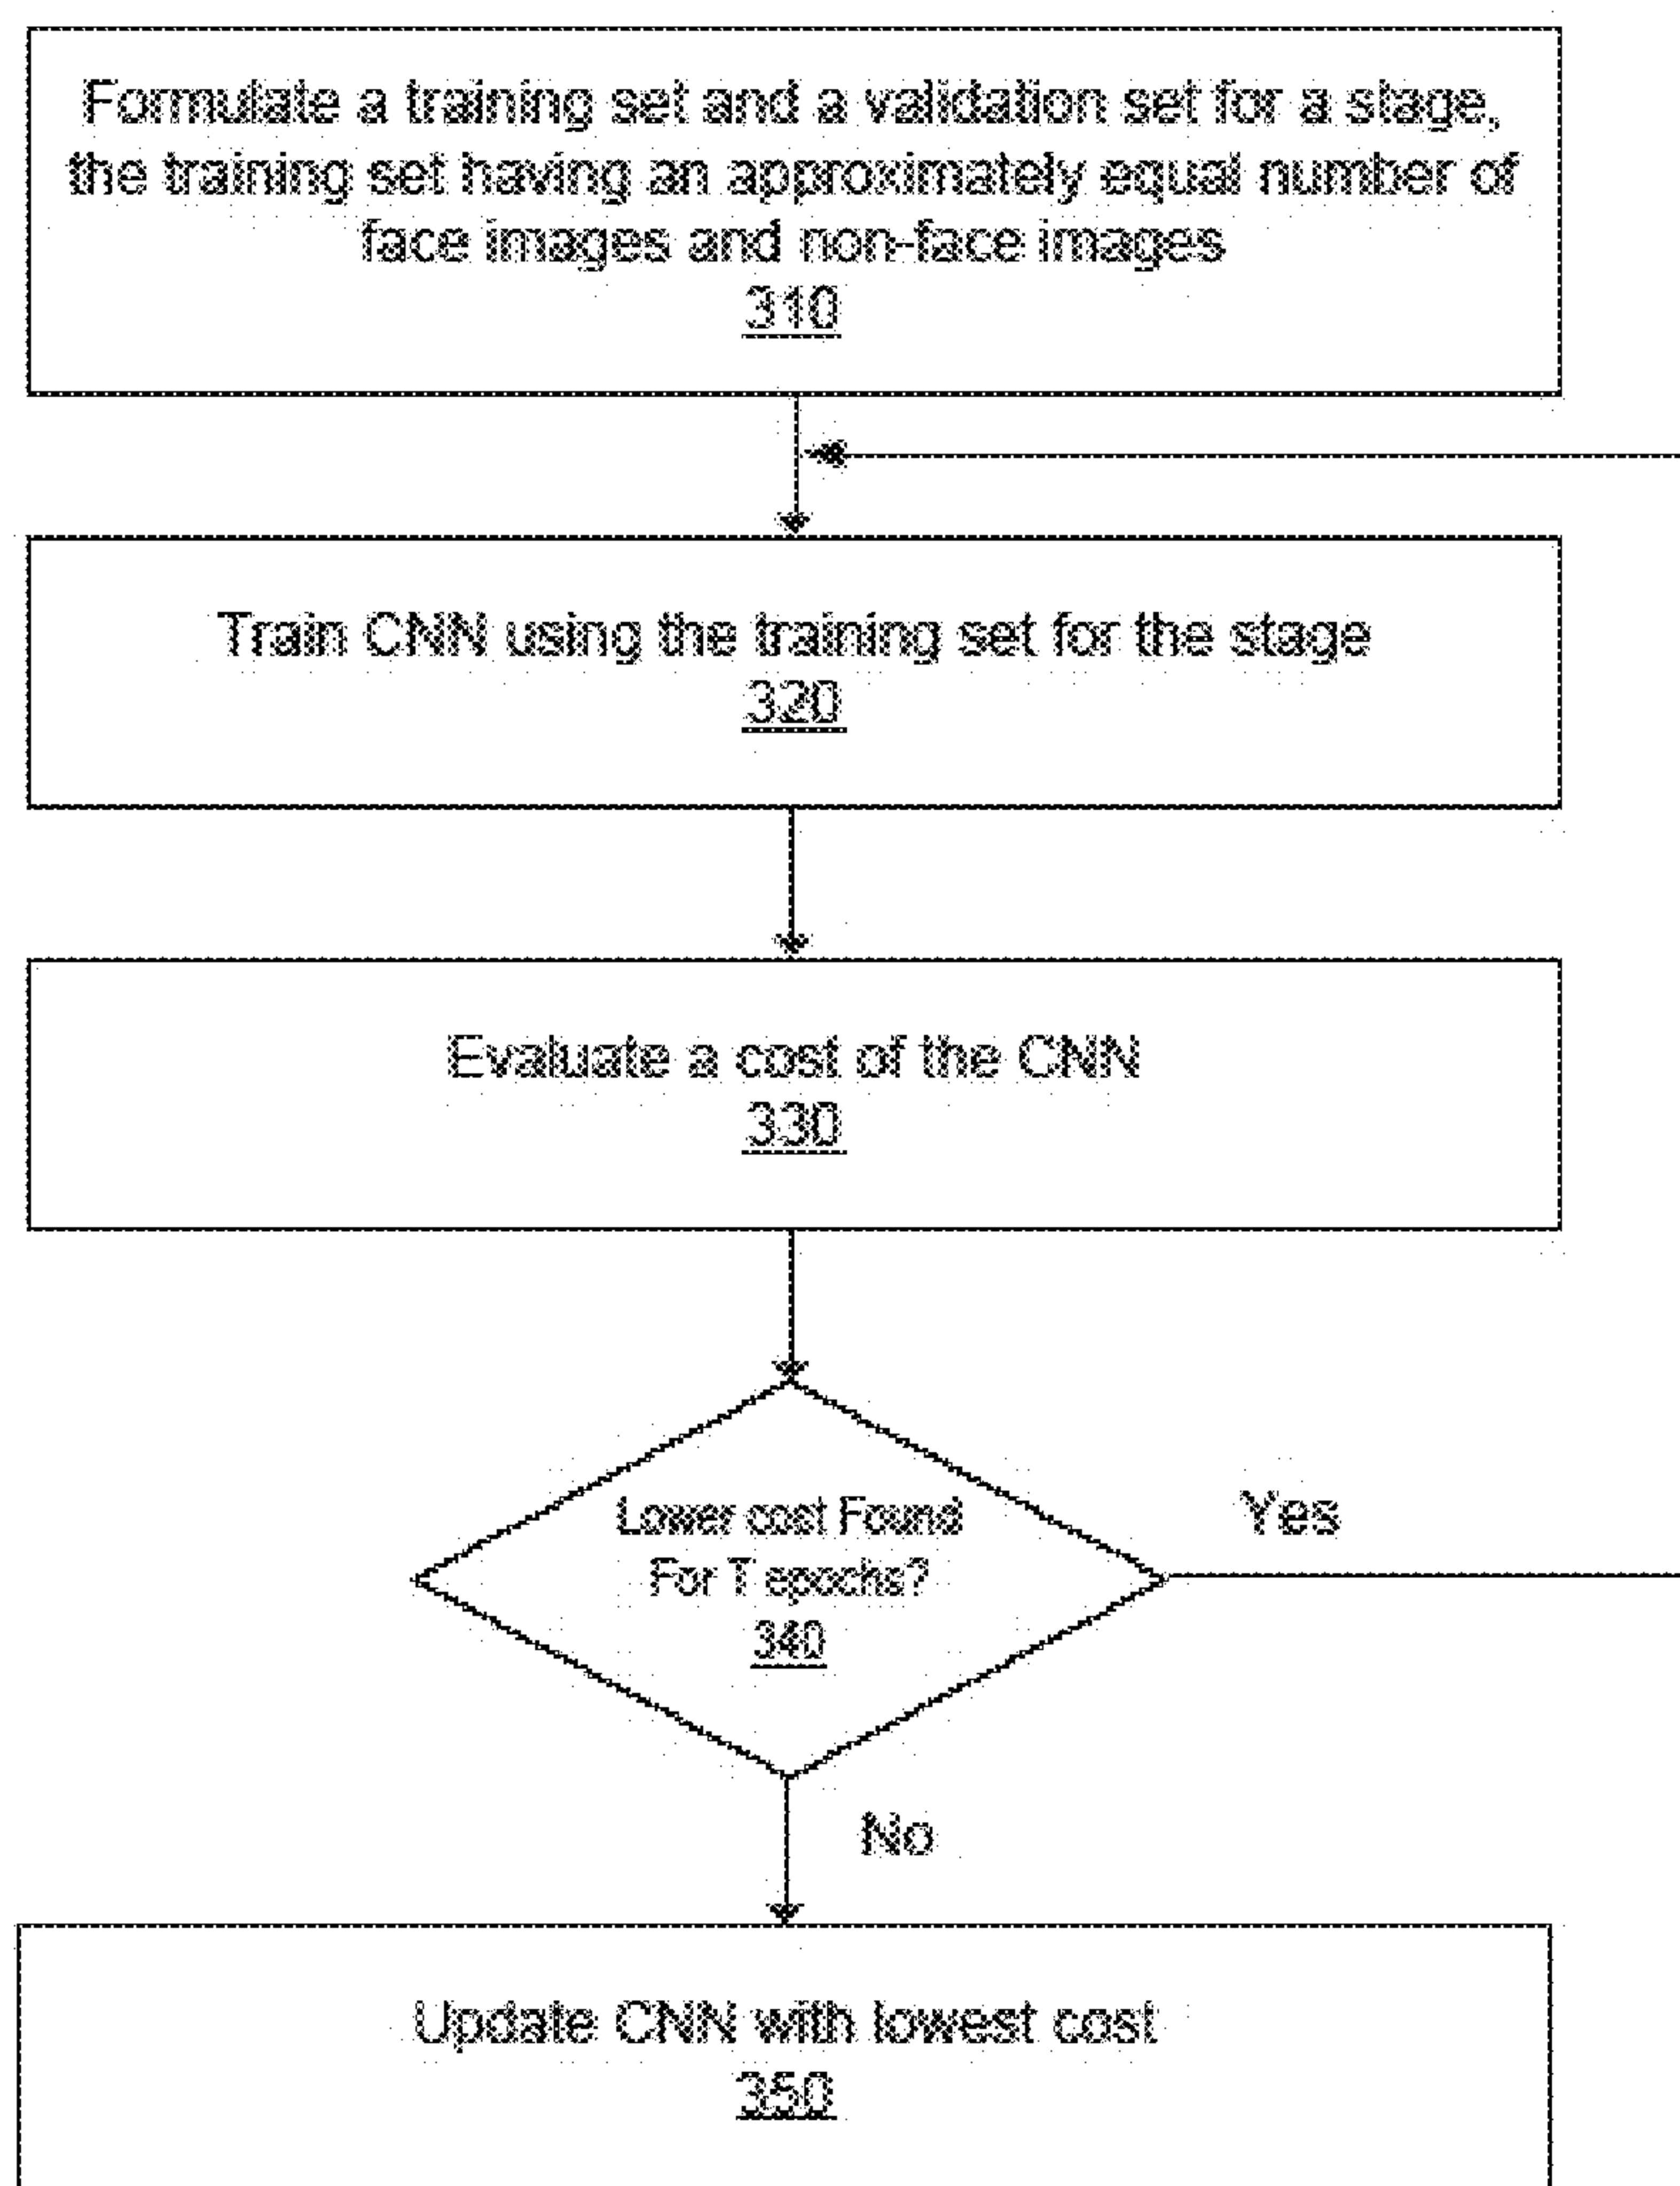 Formulate a training set and a validation set for a stage,
the training set having an approximately equal number of
face images and non-face images
310
Train CNN using the training set for the stage
320
Evaluate a cost of the CNN
330
Lower cost Found
For T epochs?
340
Yes
No
Update CNN with lowest cost
350